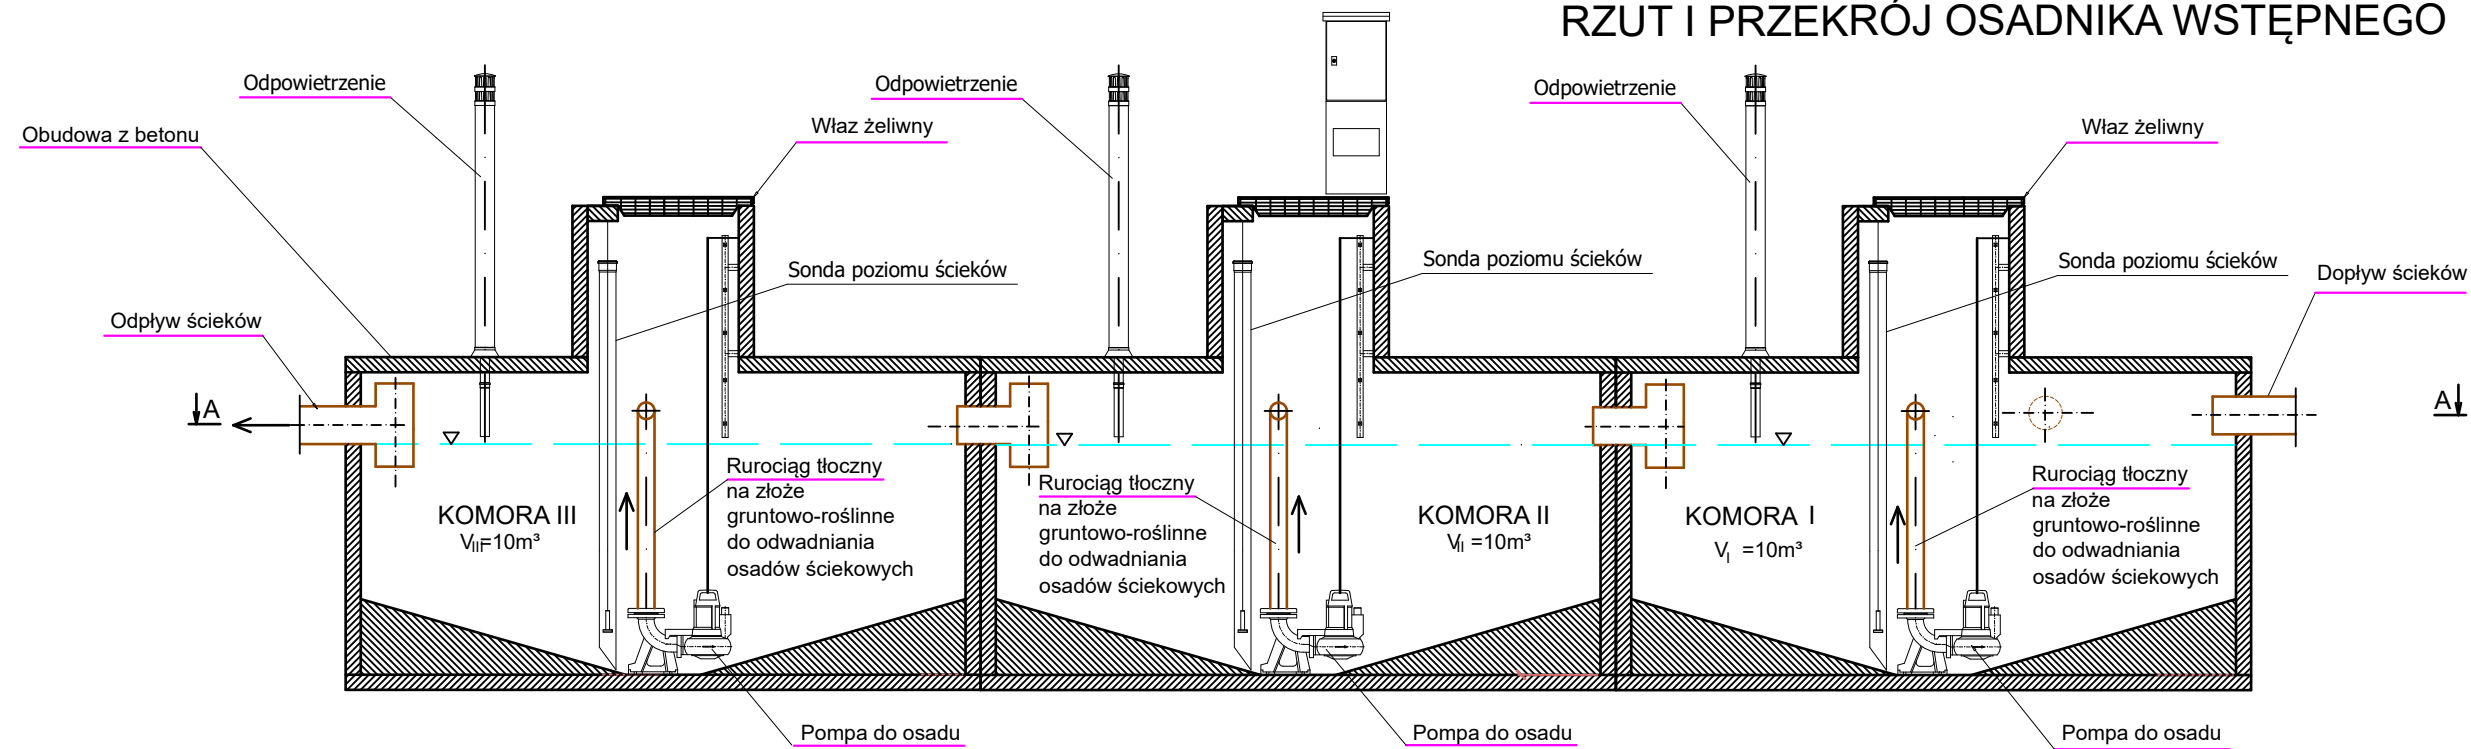 RZUT I PRZEKRÓJ OSADNIKA WSTĘPNEGO
Odpowietrzenie
Odpowietrzenie
Odpowietrzenie
Obudowa z betonu
Właz żeliwny
Właz żeliwny
Sonda poziomu ścieków
Sonda poziomu ścieków
Sonda poziomu ścieków
Dopływ ścieków
Odpływ ścieków
A
A
KOMORA III
VIII=10m³
Rurociąg tłoczny
na złoże
gruntowo-roślinne
do odwadniania
osadów ściekowych
Rurociąg tłoczny
na złoże
gruntowo-roślinne
do odwadniania
osadów ściekowych
KOMORA II
VII =10m³
KOMORA I
VI =10m³
Rurociąg tłoczny
na złoże
gruntowo-roślinne
do odwadniania
osadów ściekowych
Pompa do osadu
Pompa do osadu
Pompa do osadu